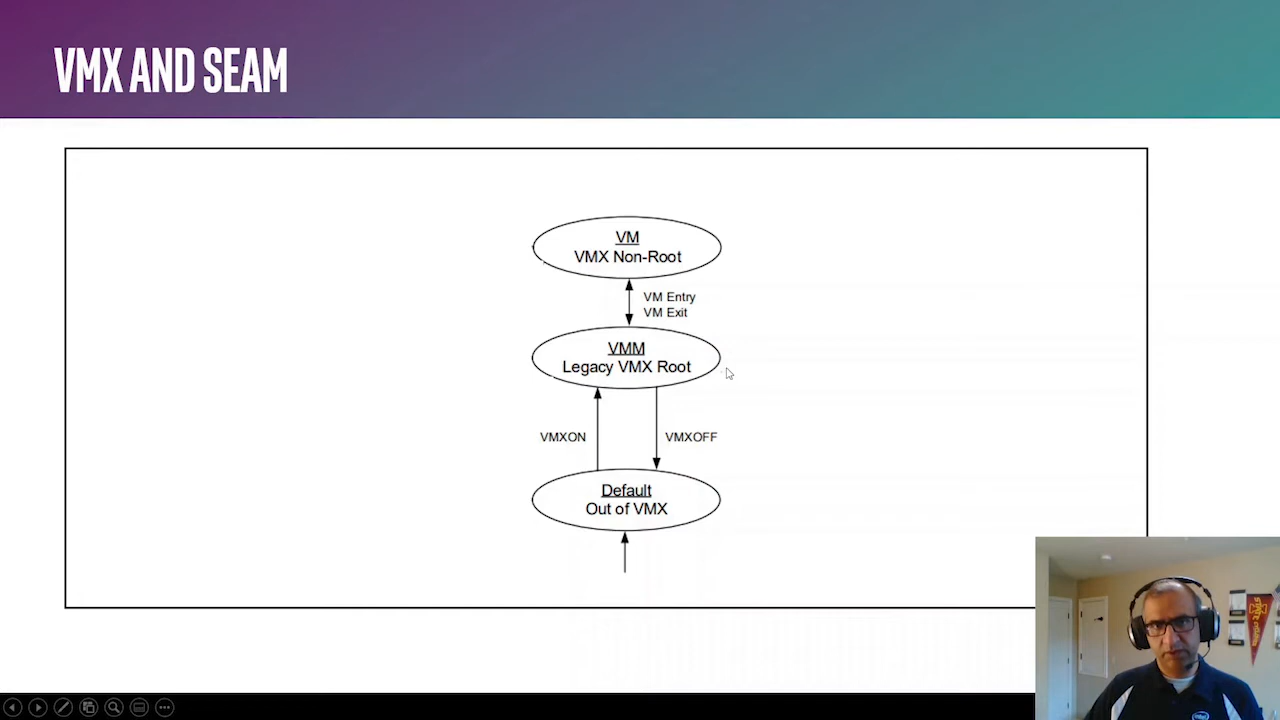 VMX AND SEAM
VM
VMX Non-Root
VM Entry
VM Exit
VMM
Legacy VMX Root
VMXON
VMXOFF
Default
Out of VMX
intel